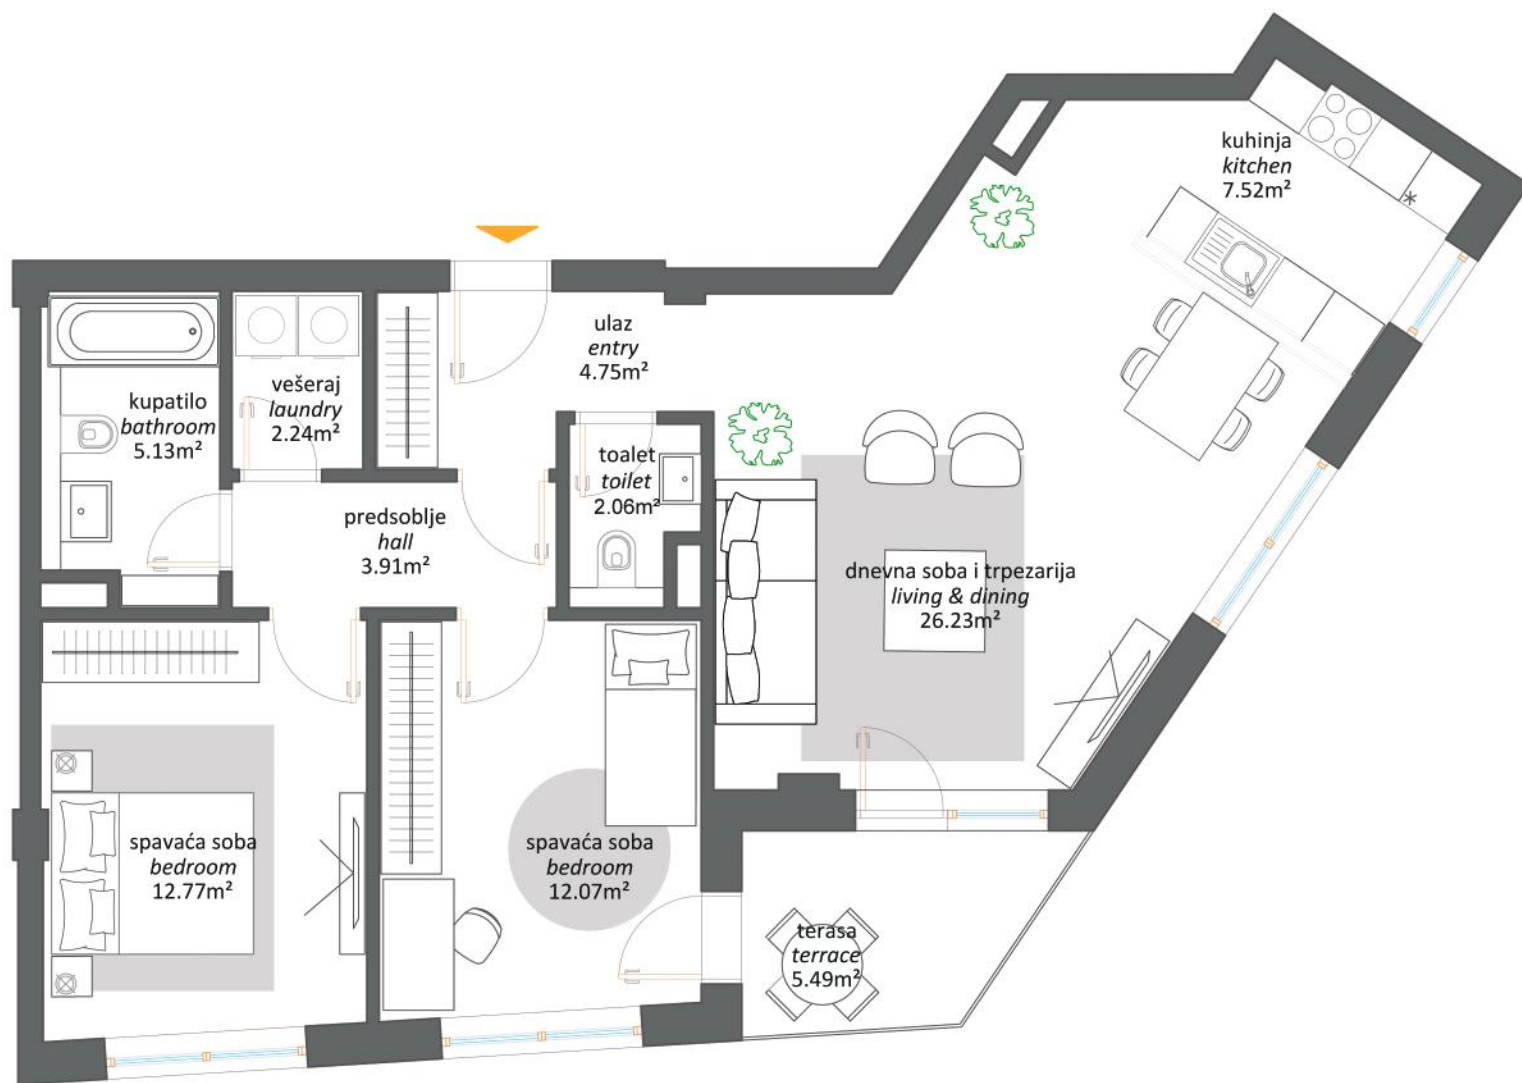 kuhinja
kitchen
7.52m²
ulaz
entry
4.75m²
vešeraj
laundry
2.24m²
kupatilo
bathroom
5.13m²
toalet
toilet
2.06m²
predsoblje
hall
3.91m²
dnevna soba i trpezarija
living & dining
26.23m²
spavaća soba
bedroom
12.77m²
spavaća soba
bedroom
12.07m²
terasa
terrace
5.49m²